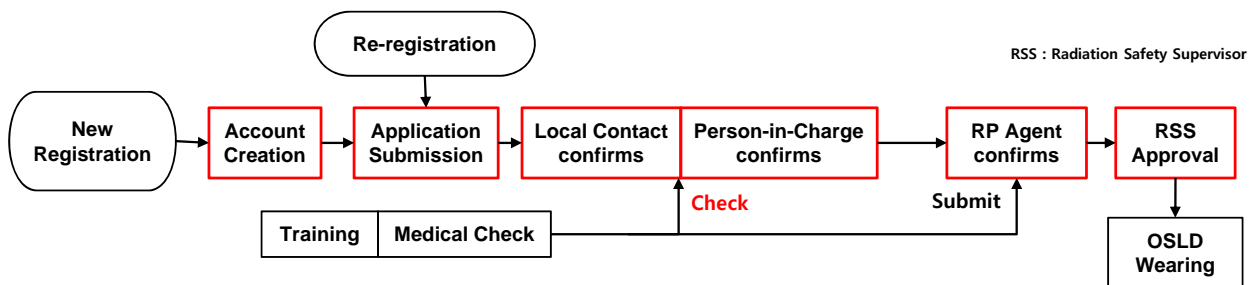 Re-registration
RSS : Radiation Safety Supervisor
New
Registration
Account
Creation
Application
Submission
Local Contact
confirms
Person-in-Charge
confirms
RP Agent
confirms
RSS
Approval
Check
Submit
Training
Medical Check
OSLD
Wearing